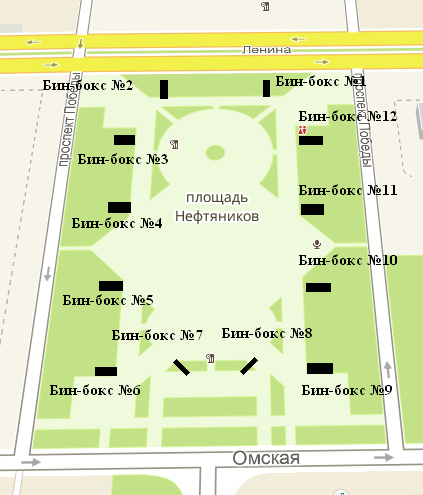 Ленина
Бин-бокс №2
Бин-бокс №1
проспект Победы
проспект Победы
Бин-бокс №12
Бин-бокс №3
Бин-бокс №11
площадь
Нефтяников
Бин-бокс №4
Бин-бокс №10
Бин-бокс №5
Бин-бокс №7
Бин-бокс №8
Бин-бокс №6
Бин-бокс №9
Омская